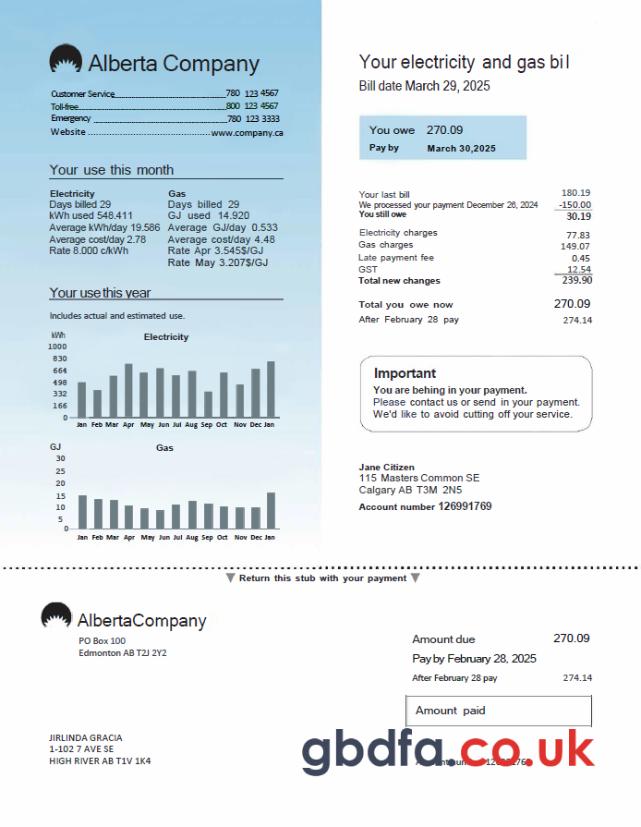 Alberta Company
Customer Service 780 123 4567
Toll-free 800 123 4567
Emergency 780 123 3333
Website ........................................ www.company.ca
Your use this month
Electricity
Days billed 29
kWh used 548.411
Average kWh/day 19.586
Average cost/day 2.78
Rate 8.000 c/kWh
Gas
Days billed 29
GJ used 14.920
Average GJ/day 0.533
Average cost/day 4.48
Rate Apr 3.545$/GJ
Rate May 3.207$/GJ
Your use this year
Includes actual and estimated use.
kWh Electricity
1000
830
664
498
332
166
0
Jan Feb Mar Apr May Jun Jul Aug Sep Oct Nov Dec Jan
GJ Gas
30
25
20
15
10
5
0
Jan Feb Mar Apr May Jun Jul Aug Sep Oct Nov Dec Jan
Your electricity and gas bil
Bill date March 29, 2025
You owe 270.09
Pay by March 30,2025
Your last bill 180.19
We processed your payment December 26, 2024 -150.00
You still owe 30.19
Electricity charges 77.83
Gas charges 149.07
Late payment fee 0.45
GST 12.54
Total new changes 239.90
Total you owe now 270.09
After February 28 pay 274.14
Important
You are behing in your payment.
Please contact us or send in your payment.
We'd like to avoid cutting off your service.
Jane Citizen
115 Masters Common SE
Calgary AB T3M 2N5
Account number 126991769
▼ Return this stub with your payment ▼
AlbertaCompany
PO Box 100
Edmonton AB T2J 2Y2
Amount due 270.09
Pay by February 28, 2025
After February 28 pay 274.14
Amount paid
JIRLINDA GRACIA
1-102 7 AVE SE
HIGH RIVER AB T1V 1K4
gbdfa.co.uk